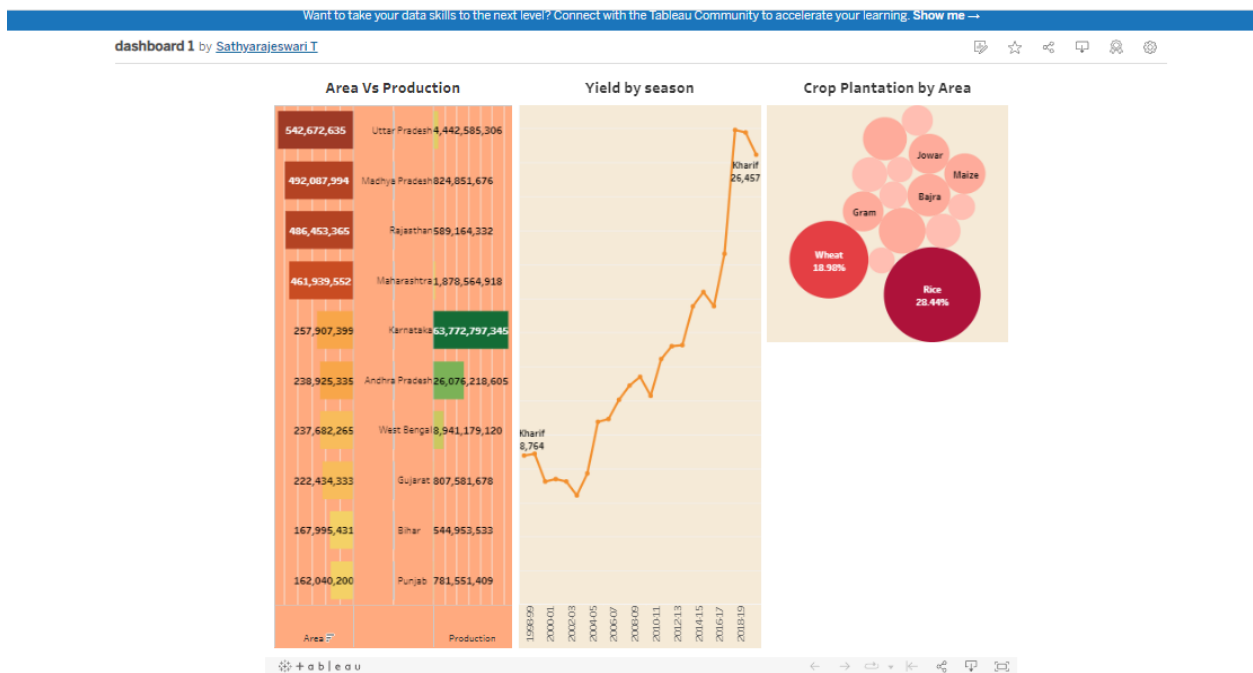 Want to take your data skills to the next level? Connect with the Tableau Community to accelerate your learning. Show me →
dashboard 1 by Sathyarajeswari T
Area Vs Production
542,672,635 Uttar Pradesh 4,442,585,306
492,087,994 Madhya Pradesh 824,851,676
486,453,365 Rajasthan 589,164,332
461,939,552 Maharashtra 1,878,564,918
257,907,399 Karnataka 63,772,797,345
238,925,335 Andhra Pradesh 26,076,218,605
237,682,265 West Bengal 8,941,179,120
222,434,333 Gujarat 807,581,678
167,995,431 Bihar 544,953,533
162,040,200 Punjab 781,551,409
Area Production
Yield by season
Kharif
8,764
Kharif
26,457
1998-99
2000-01
2002-03
2004-05
2006-07
2008-09
2010-11
2012-13
2014-15
2016-17
2018-19
Crop Plantation by Area
Jowar
Maize
Bajra
Gram
Wheat
18.98%
Rice
28.44%
+ableau